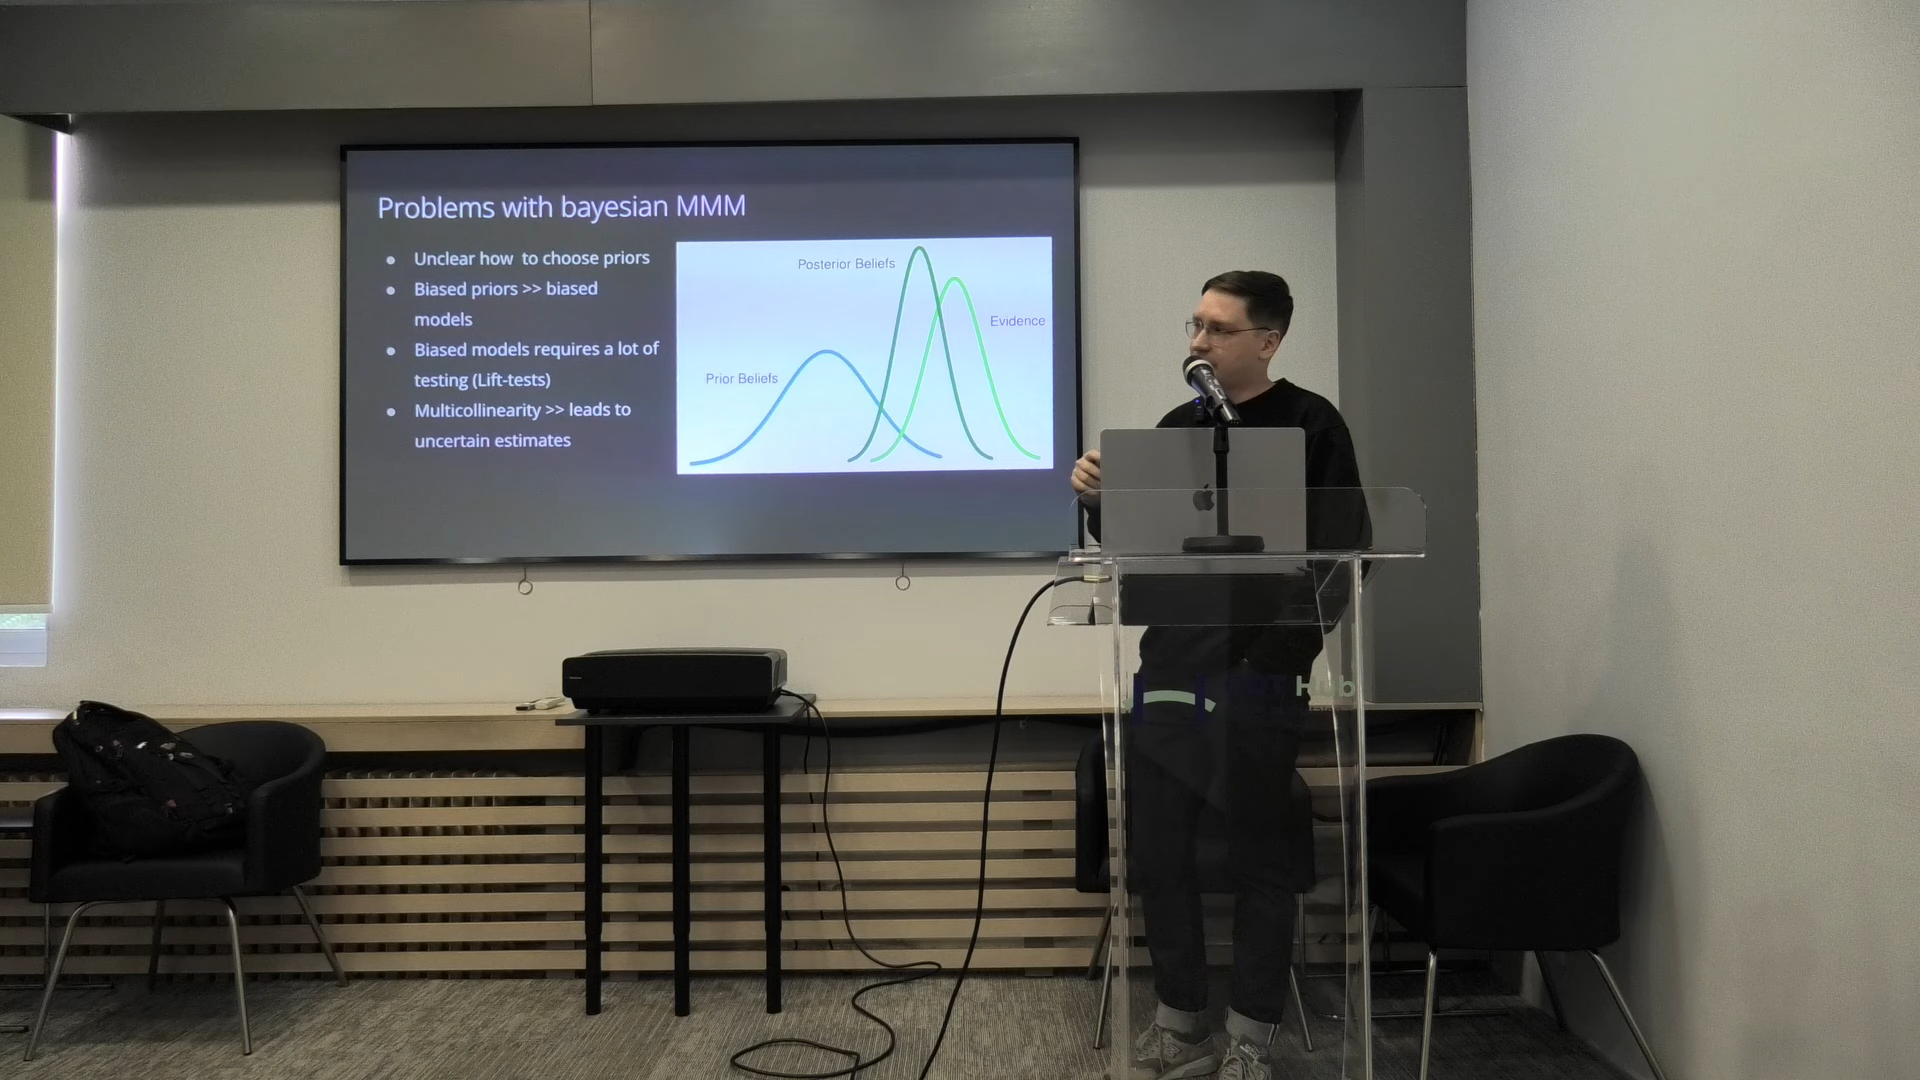 Problems with bayesian MMM
Unclear how to choose priors
Biased priors >> biased
models
Biased models requires a lot of
testing (Lift-tests)
Multicollinearity >> leads to
uncertain estimates
Posterior Beliefs
Evidence
Prior Beliefs
Hub